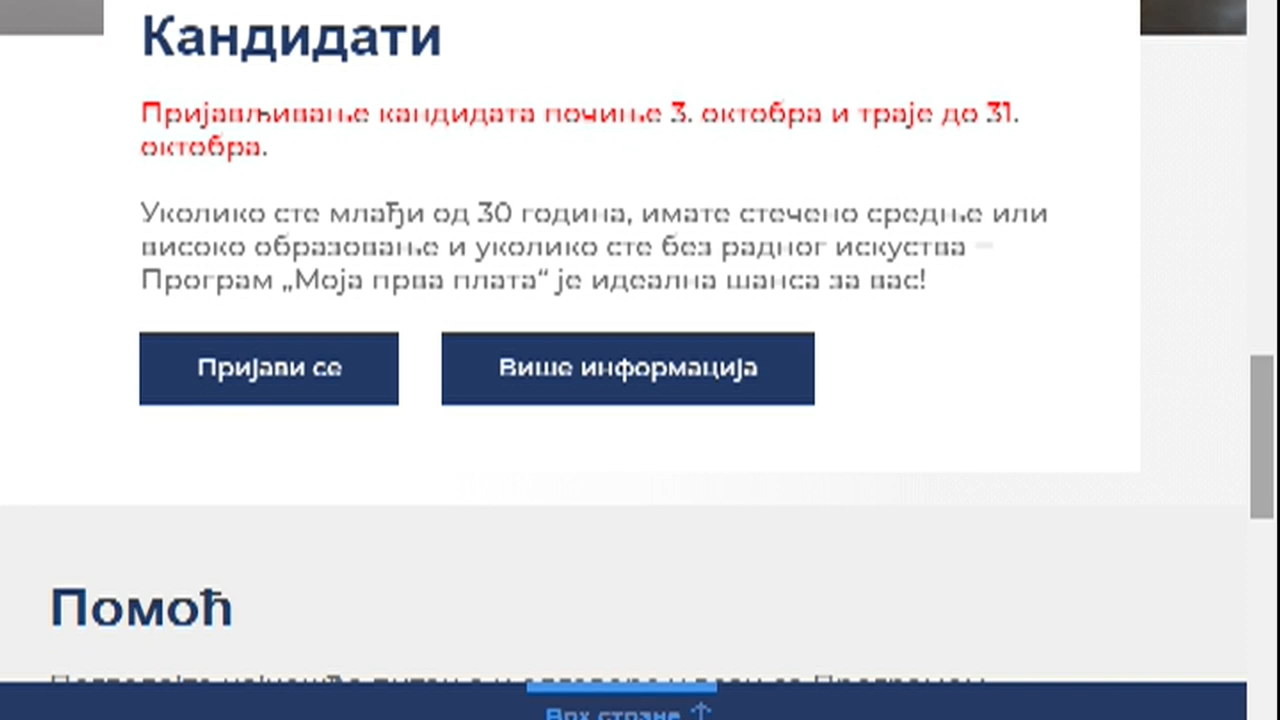 Кандидати
Пријављивање кандидата почиње 3. октобра и траје до 31.
октобра.
Уколико сте млађи од 30 година, имате стечено средње или
високо образовање и уколико сте без радног искуства –
Програм „Моја прва плата“ је идеална шанса за вас!
Пријави се
Више информација
Помоћ
Врх стране ↑